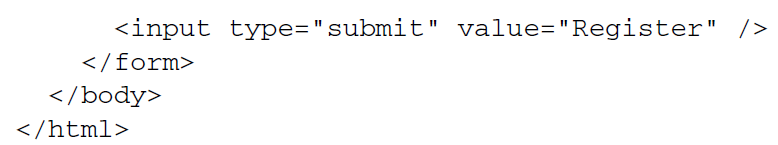 <input type="submit" value="Register" />
</form>
</body>
</html>